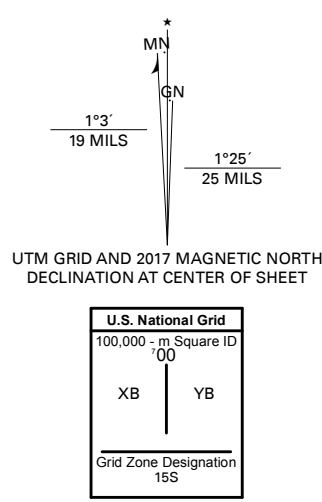 ★
MN
GN
1°3´
19 MILS
1°25´
25 MILS
UTM GRID AND 2017 MAGNETIC NORTH
DECLINATION AT CENTER OF SHEET
U.S. National Grid
100,000 - m Square ID
⁷00
XB YB
Grid Zone Designation
15S